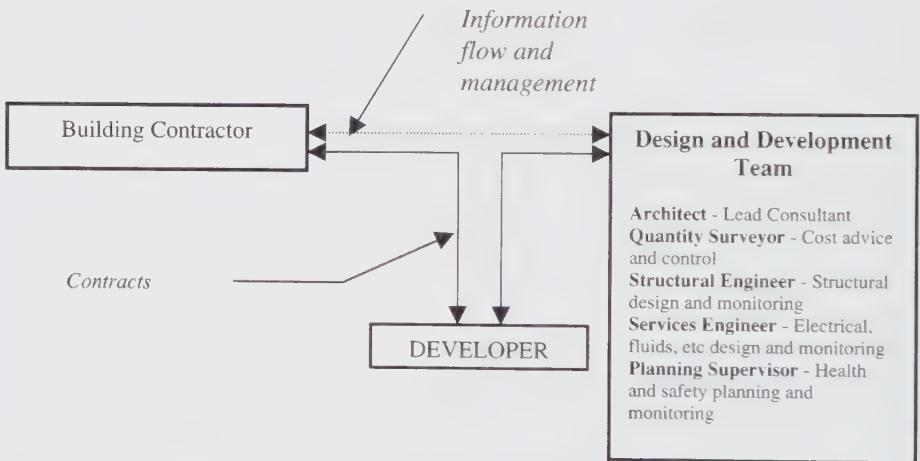 Information
flow and
management
Building Contractor
Design and Development
Team
Architect - Lead Consultant
Quantity Surveyor - Cost advice
and control
Structural Engineer - Structural
design and monitoring
Services Engineer - Electrical,
fluids, etc design and monitoring
Planning Supervisor - Health
and safety planning and
monitoring
Contracts
DEVELOPER